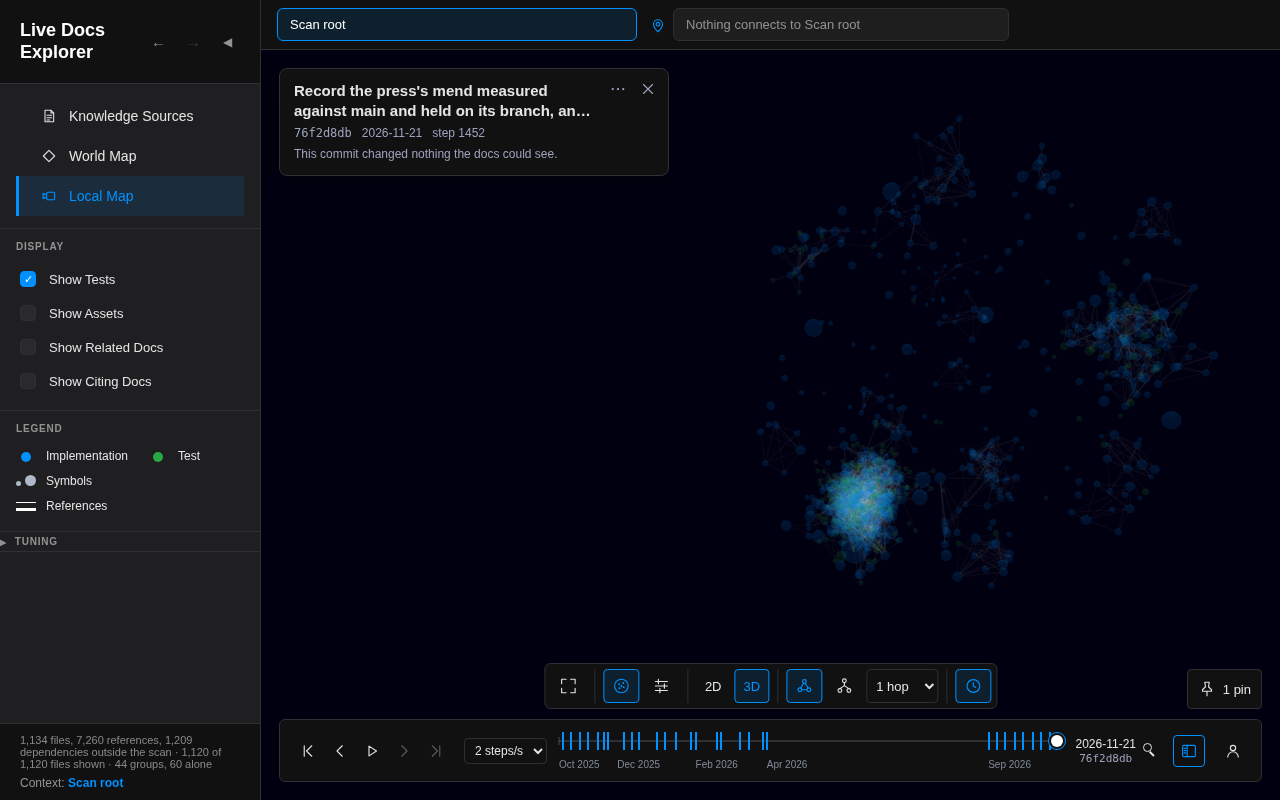 Live Docs
Explorer
Knowledge Sources
World Map
Local Map
DISPLAY
Show Tests
Show Assets
Show Related Docs
Show Citing Docs
LEGEND
Implementation
Test
Symbols
References
TUNING
1,134 files, 7,260 references, 1,209
dependencies outside the scan · 1,120 of
1,120 files shown · 44 groups, 60 alone
Context: Scan root
Scan root
Nothing connects to Scan root
Record the press's mend measured
against main and held on its branch, an…
76f2d8db 2026-11-21 step 1452
This commit changed nothing the docs could see.
2D
3D
1 hop
1 pin
2 steps/s
Oct 2025
Dec 2025
Feb 2026
Apr 2026
Sep 2026
2026-11-21
76f2d8db